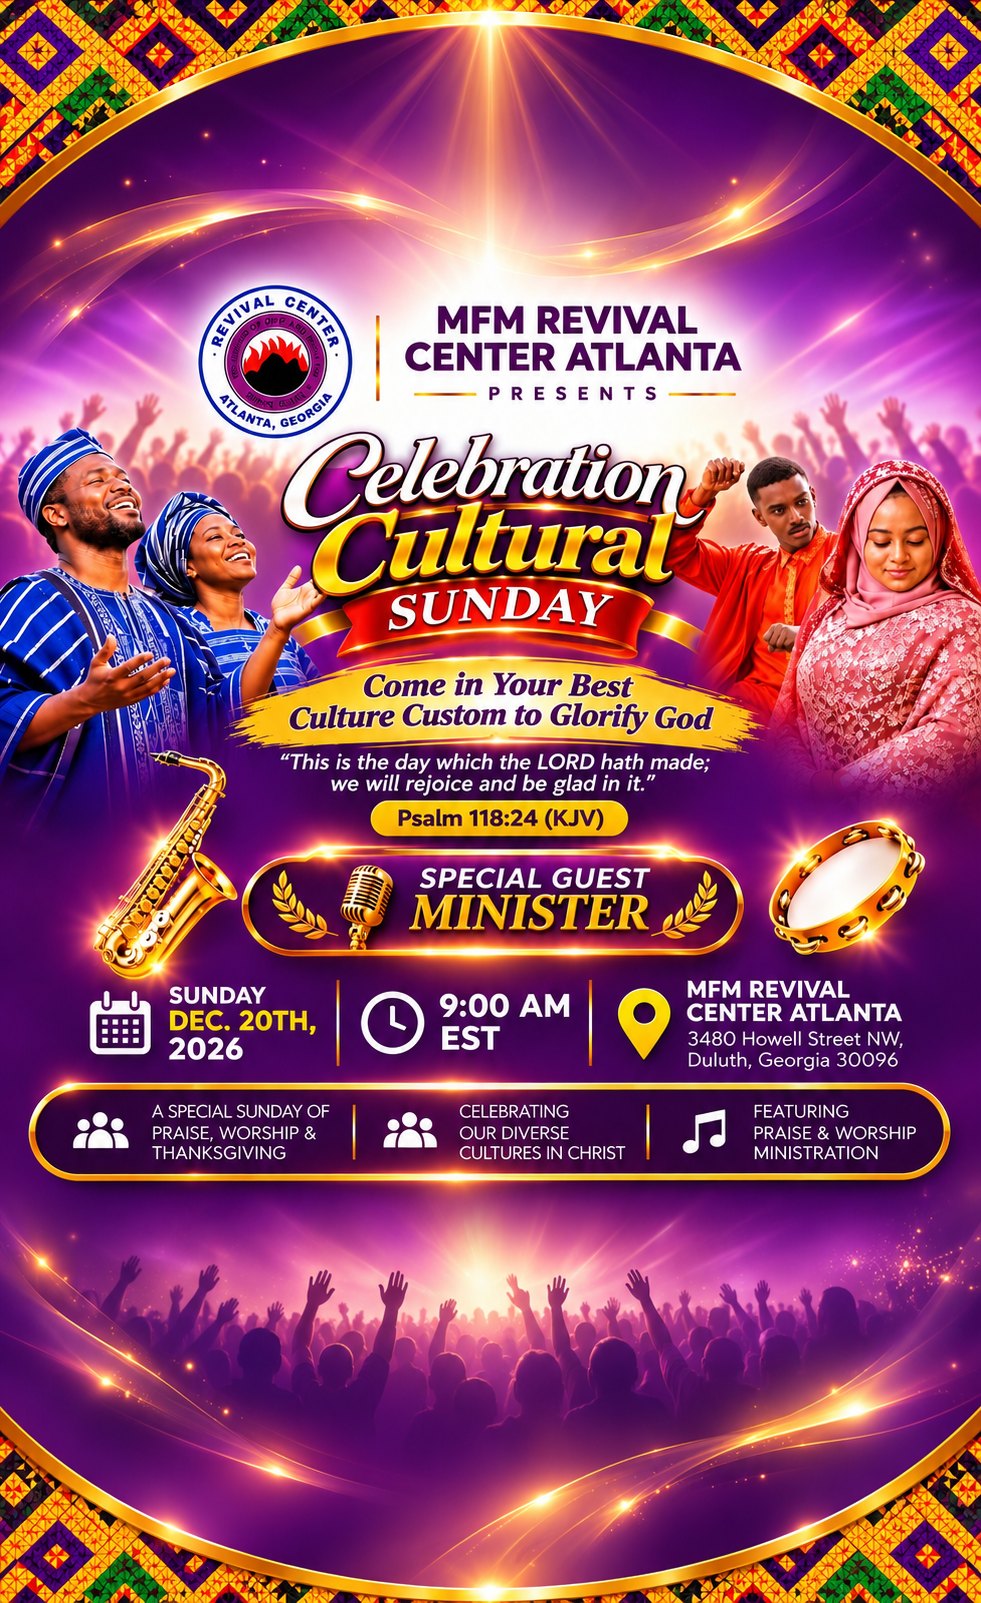 REVIVAL CENTER
ATLANTA, GEORGIA
MFM REVIVAL
CENTER ATLANTA
PRESENTS
Celebration
Cultural
SUNDAY
Come in Your Best
Culture Custom to Glorify God
“This is the day which the LORD hath made;
we will rejoice and be glad in it.”
Psalm 118:24 (KJV)
SPECIAL GUEST
MINISTER
SUNDAY
DEC. 20TH,
2026
9:00 AM
EST
MFM REVIVAL
CENTER ATLANTA
3480 Howell Street NW,
Duluth, Georgia 30096
A SPECIAL SUNDAY OF
PRAISE, WORSHIP &
THANKSGIVING
CELEBRATING
OUR DIVERSE
CULTURES IN CHRIST
FEATURING
PRAISE & WORSHIP
MINISTRATION